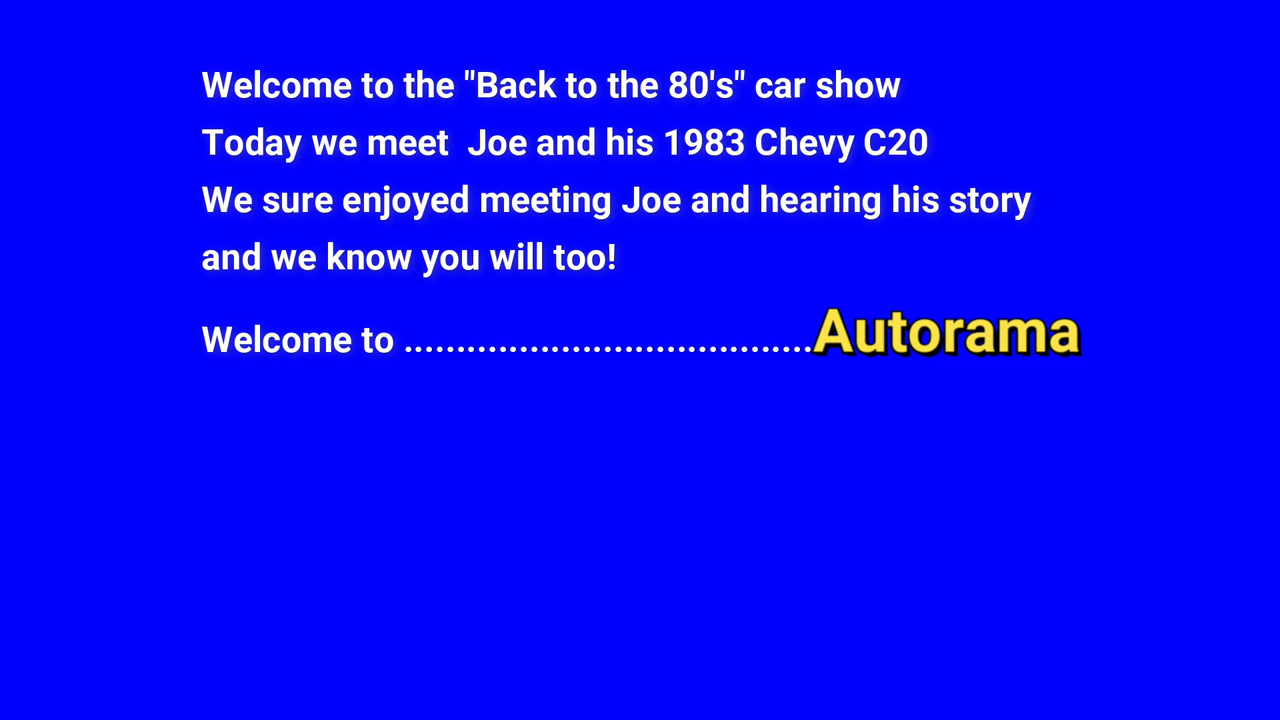 Welcome to the "Back to the 80's" car show
Today we meet  Joe and his 1983 Chevy C20
We sure enjoyed meeting Joe and hearing his story
and we know you will too!
Welcome to .......................................Autorama